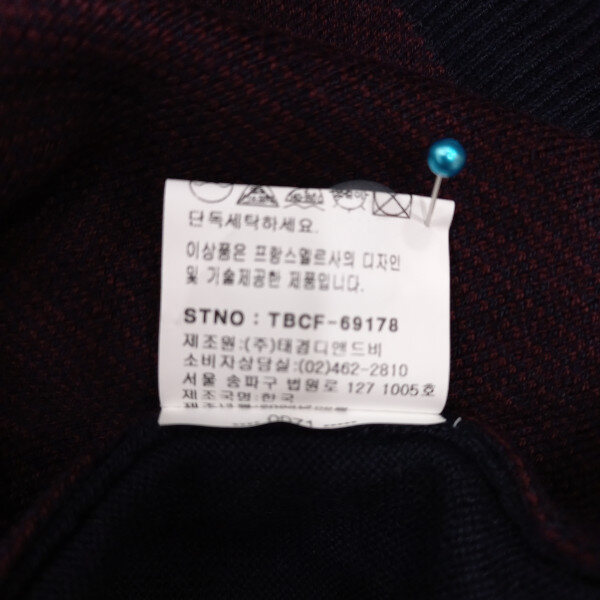 단독세탁하세요.
이상품은 프랑스멜르사의 디자인
및 기술제공한 제품입니다.
STNO : TBCF-69178
제조원:(주)태겸디앤드비
소비자상담실:(02)462-2810
서울 송파구 법원로 127 1005호
제조국명:한국